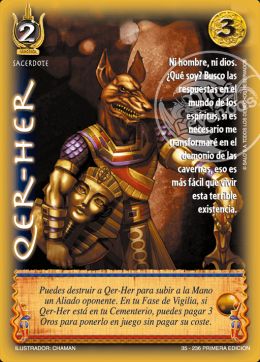 2
SACERDOTE
3
QER-HER
Ni hombre, ni dios.
¿Qué soy? Busco las
respuestas en el
mundo de los
espíritus, si es
necesario me
transformaré en el
demonio de las
cavernas, eso es
más fácil que vivir
esta terrible
existencia.
Puedes destruir a Qer-Her para subir a la Mano
un Aliado oponente. En tu Fase de Vigilia, si
Qer-Her está en tu Cementerio, puedes pagar 3
Oros para ponerlo en juego sin pagar su coste.
ILUSTRADOR: CHAMAN
35 - 236 PRIMERA EDICIÓN